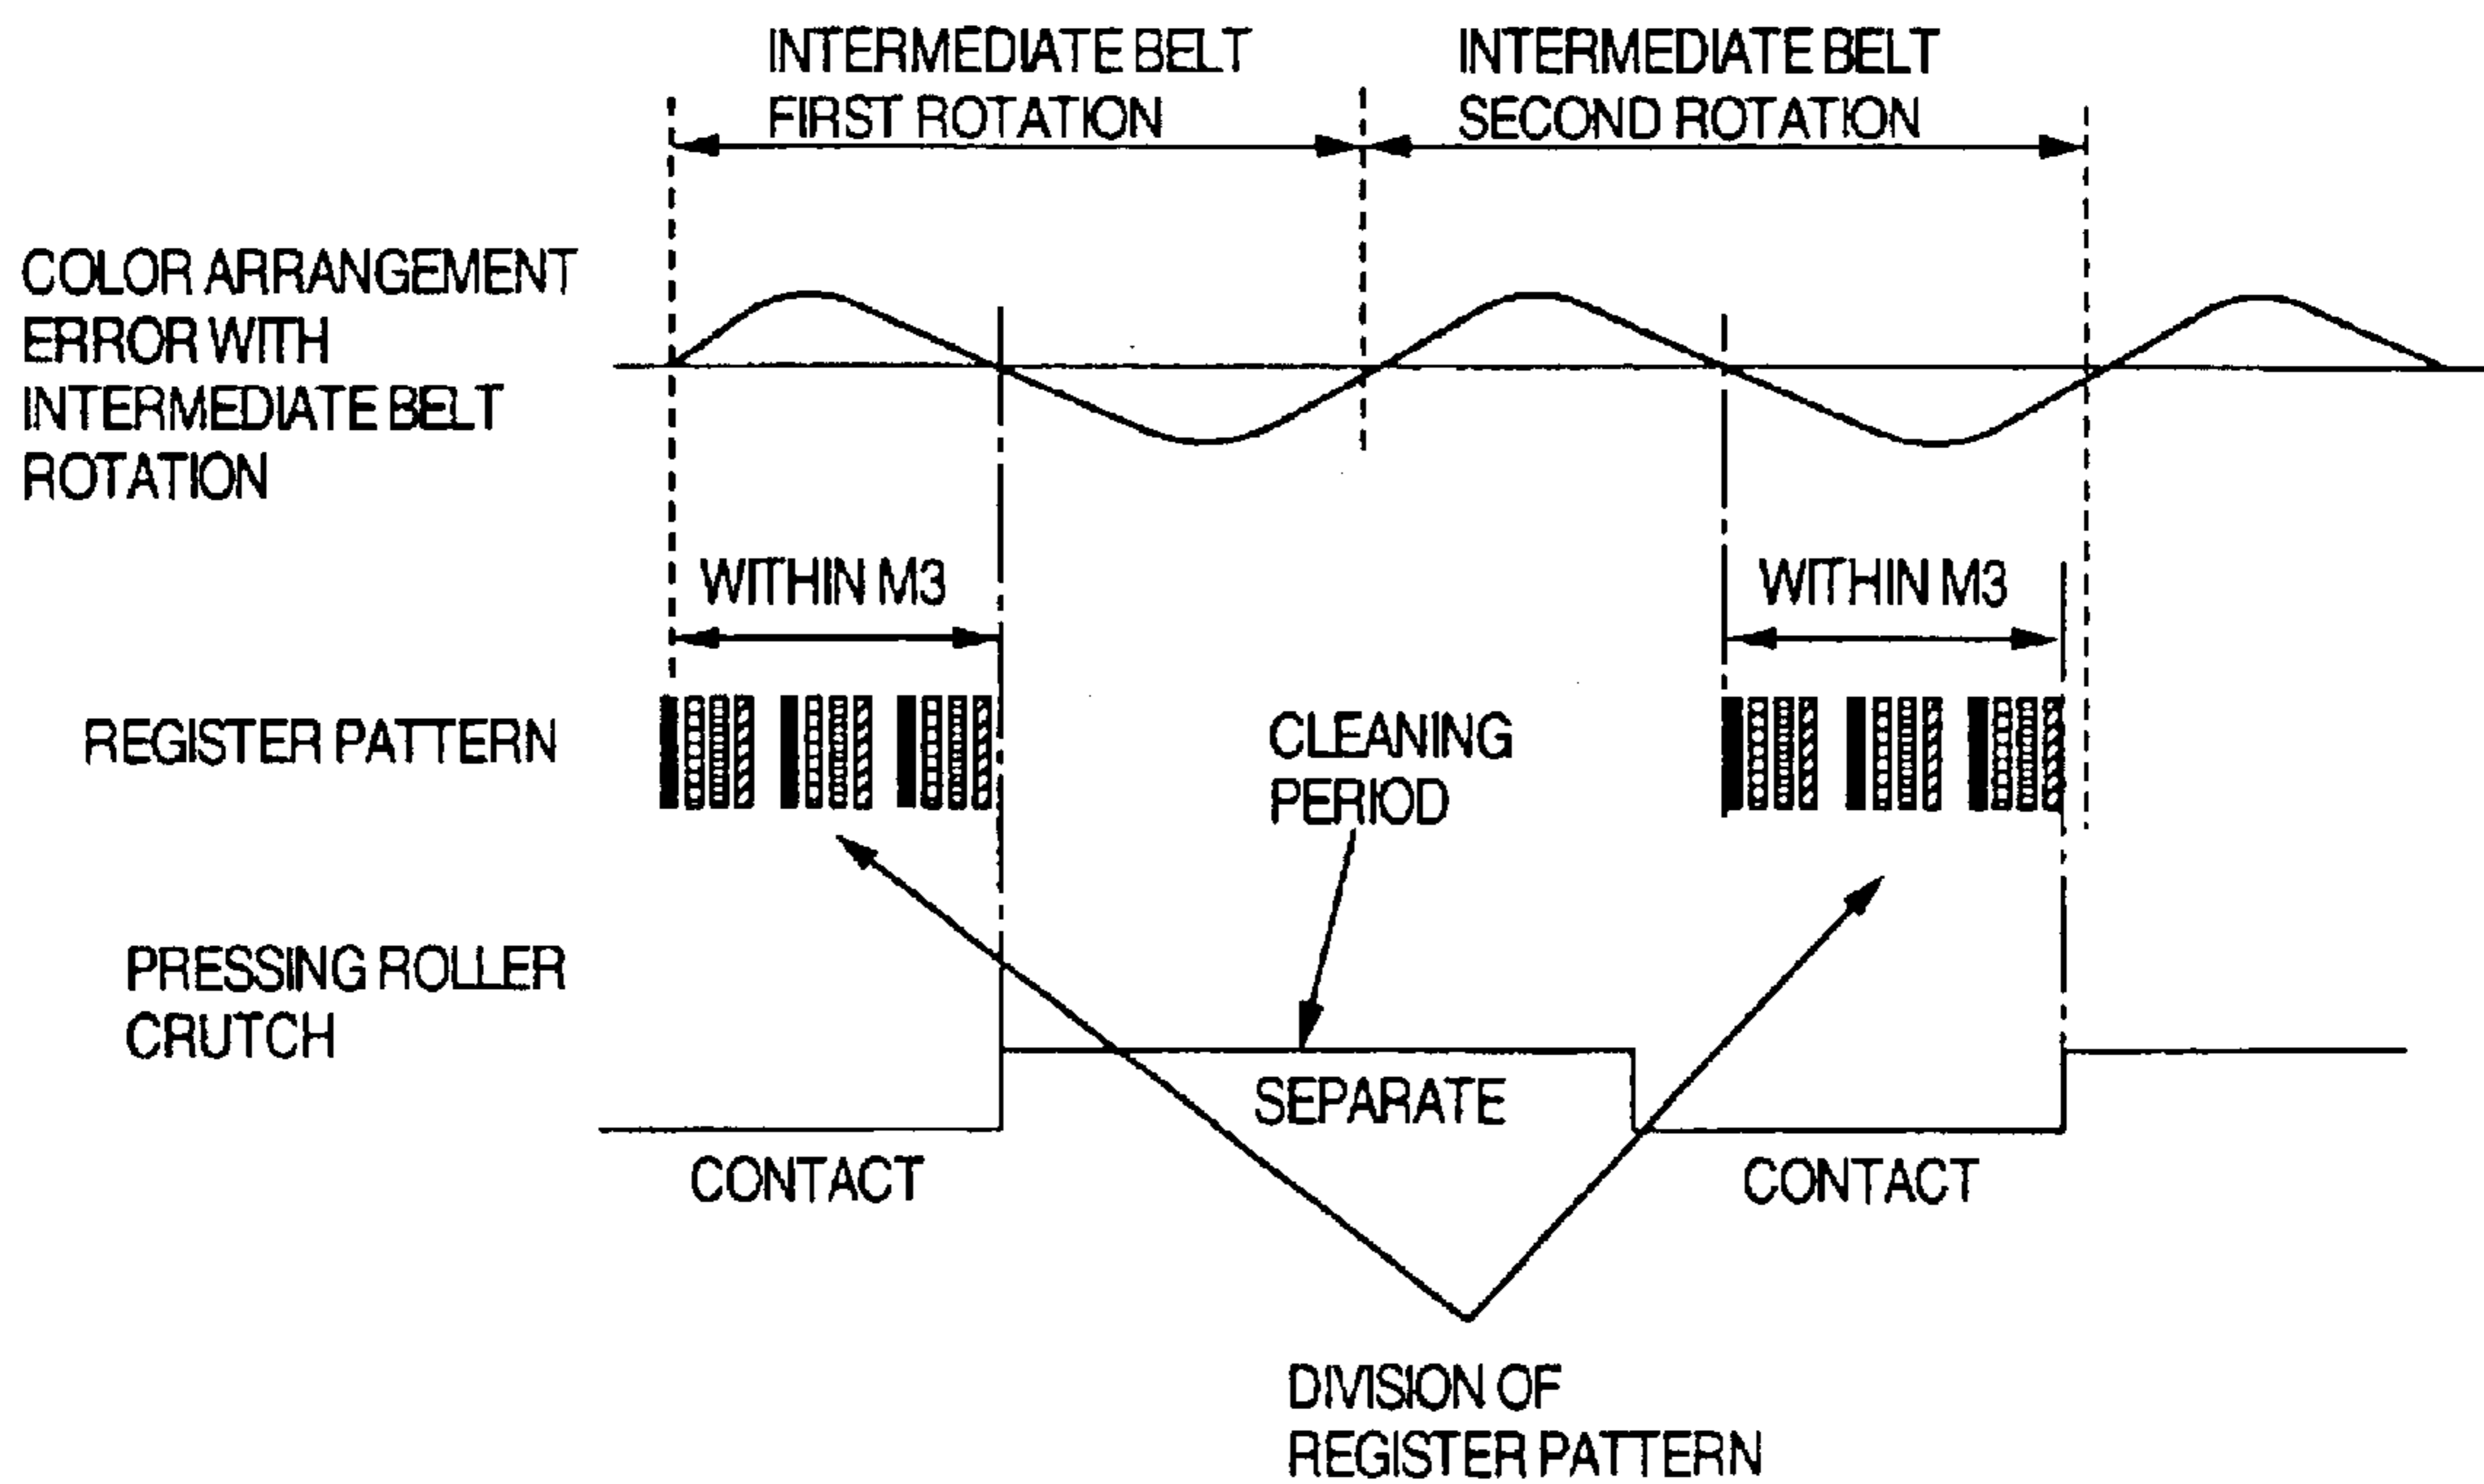 INTERMEDIATE BELT
FIRST ROTATION
INTERMEDIATE BELT
SECOND ROTATION
COLOR ARRANGEMENT
ERROR WITH
INTERMEDIATE BELT
ROTATION
WITHIN M3
WITHIN M3
REGISTER PATTERN
CLEANING
PERIOD
PRESSING ROLLER
CRUTCH
SEPARATE
CONTACT
CONTACT
DIVISION OF
REGISTER PATTERN